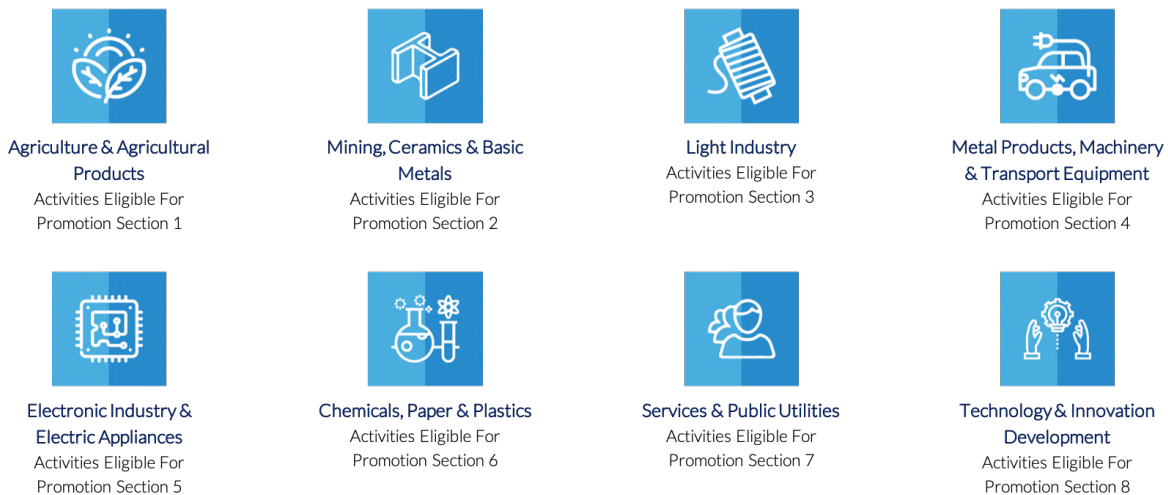 Agriculture & Agricultural
Products
Activities Eligible For
Promotion Section 1
Mining, Ceramics & Basic
Metals
Activities Eligible For
Promotion Section 2
Light Industry
Activities Eligible For
Promotion Section 3
Metal Products, Machinery
& Transport Equipment
Activities Eligible For
Promotion Section 4
Electronic Industry &
Electric Appliances
Activities Eligible For
Promotion Section 5
Chemicals, Paper & Plastics
Activities Eligible For
Promotion Section 6
Services & Public Utilities
Activities Eligible For
Promotion Section 7
Technology & Innovation
Development
Activities Eligible For
Promotion Section 8